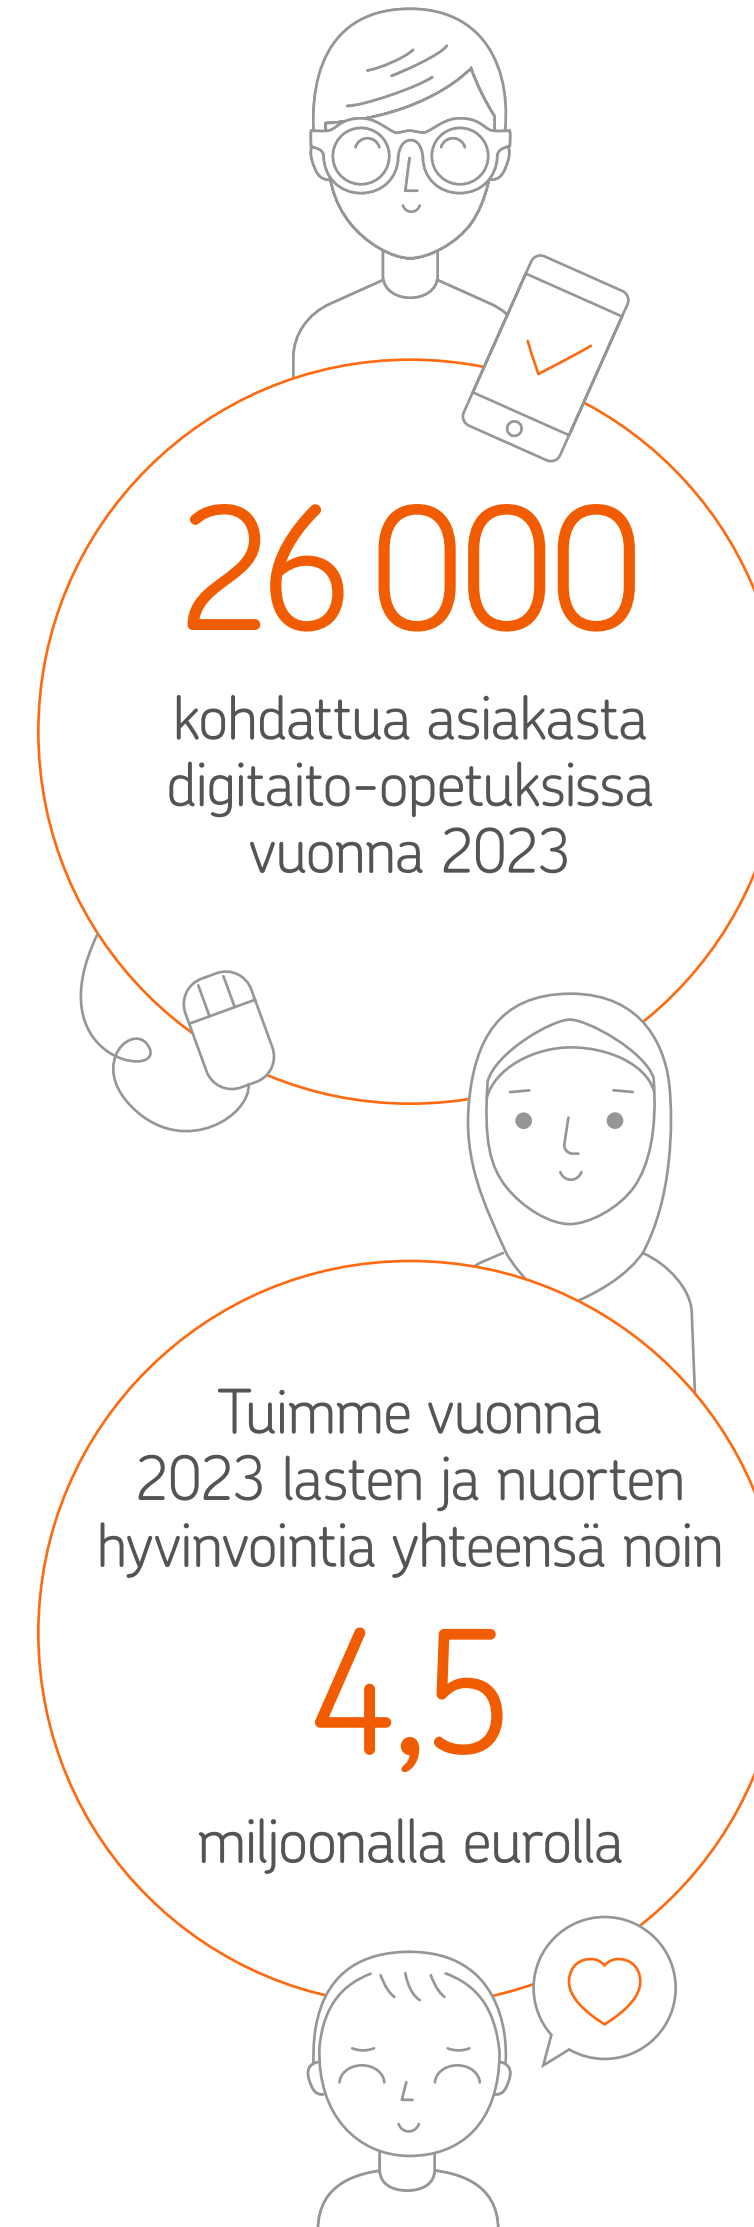 26 000
kohdattua asiakasta
digitaito-opetuksissa
vuonna 2023
Tuimme vuonna
2023 lasten ja nuorten
hyvinvointia yhteensä noin
4,5
miljoonalla eurolla